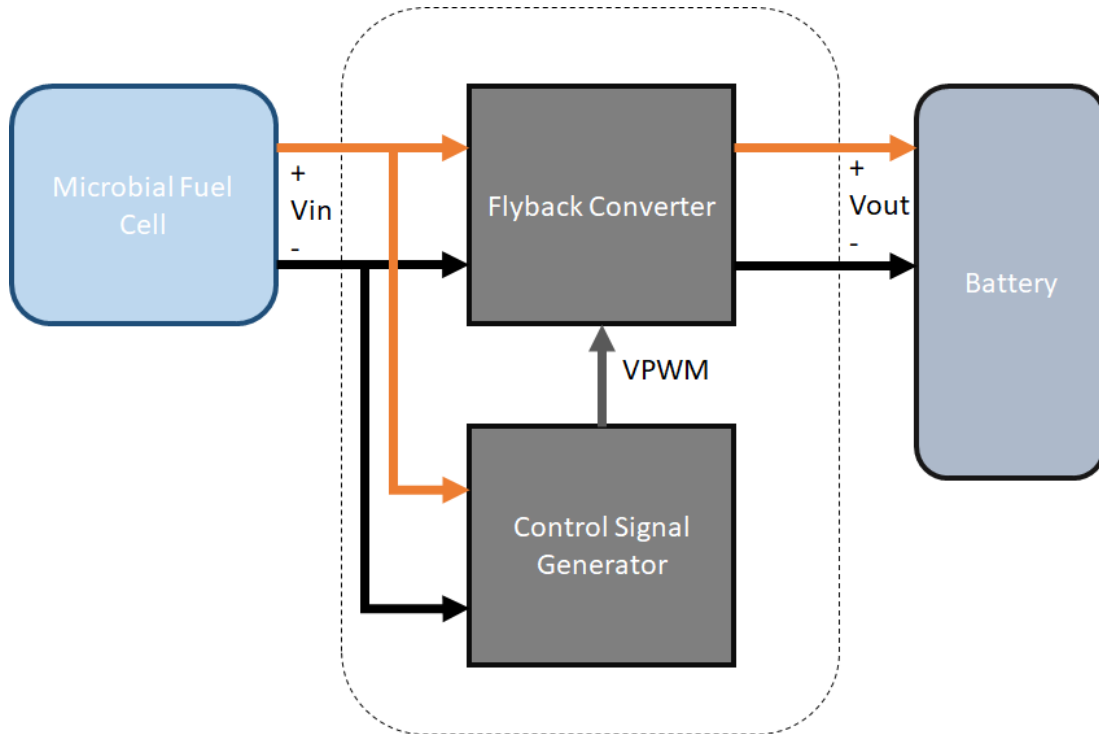 Microbial Fuel
Cell
+
Vin
-
Flyback Converter
+
Vout
-
Battery
VPWM
Control Signal
Generator